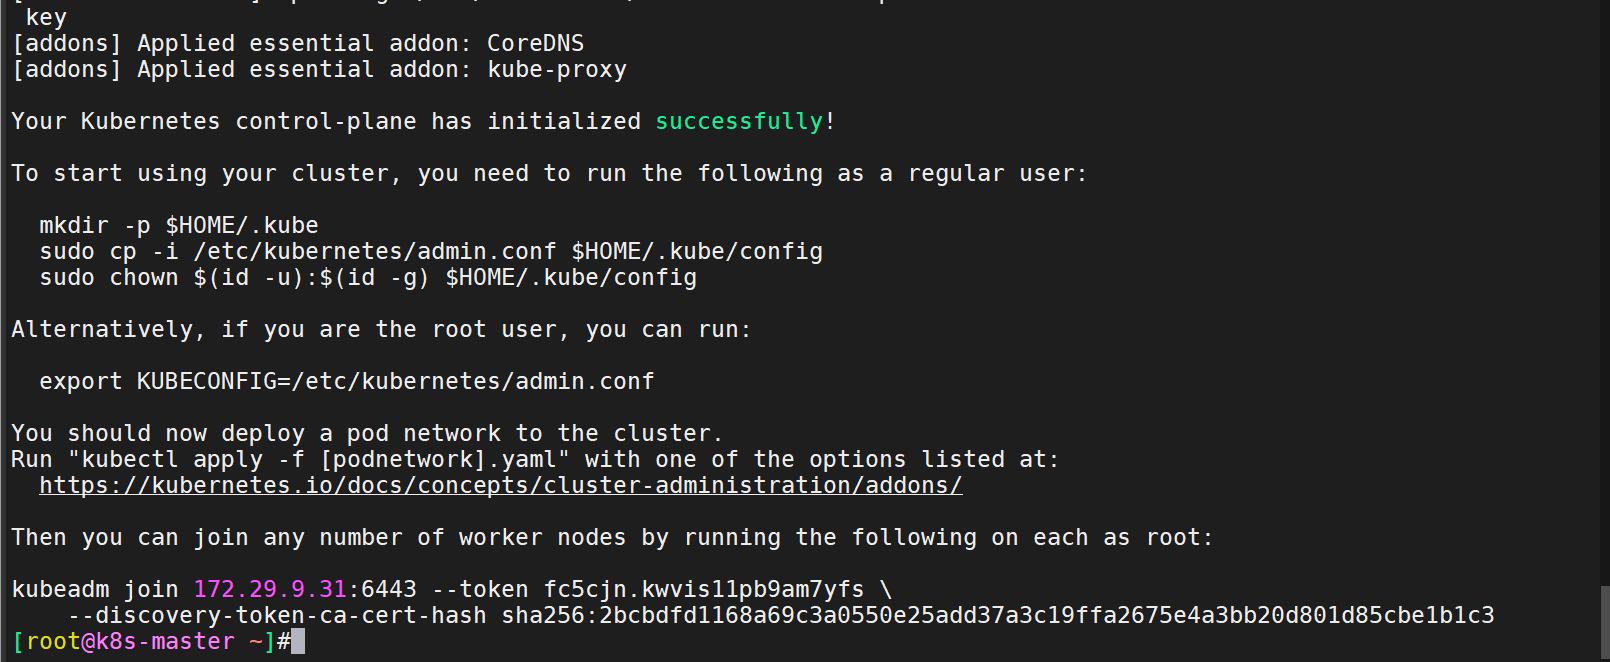 key
[addons] Applied essential addon: CoreDNS
[addons] Applied essential addon: kube-proxy
Your Kubernetes control-plane has initialized successfully!
To start using your cluster, you need to run the following as a regular user:
mkdir -p $HOME/.kube
sudo cp -i /etc/kubernetes/admin.conf $HOME/.kube/config
sudo chown $(id -u):$(id -g) $HOME/.kube/config
Alternatively, if you are the root user, you can run:
export KUBECONFIG=/etc/kubernetes/admin.conf
You should now deploy a pod network to the cluster.
Run "kubectl apply -f [podnetwork].yaml" with one of the options listed at:
https://kubernetes.io/docs/concepts/cluster-administration/addons/
Then you can join any number of worker nodes by running the following on each as root:
kubeadm join 172.29.9.31:6443 --token fc5cjn.kwvis11pb9am7yfs \
--discovery-token-ca-cert-hash sha256:2bcbdfd1168a69c3a0550e25add37a3c19ffa2675e4a3bb20d801d85cbe1b1c3
[root@k8s-master ~]#